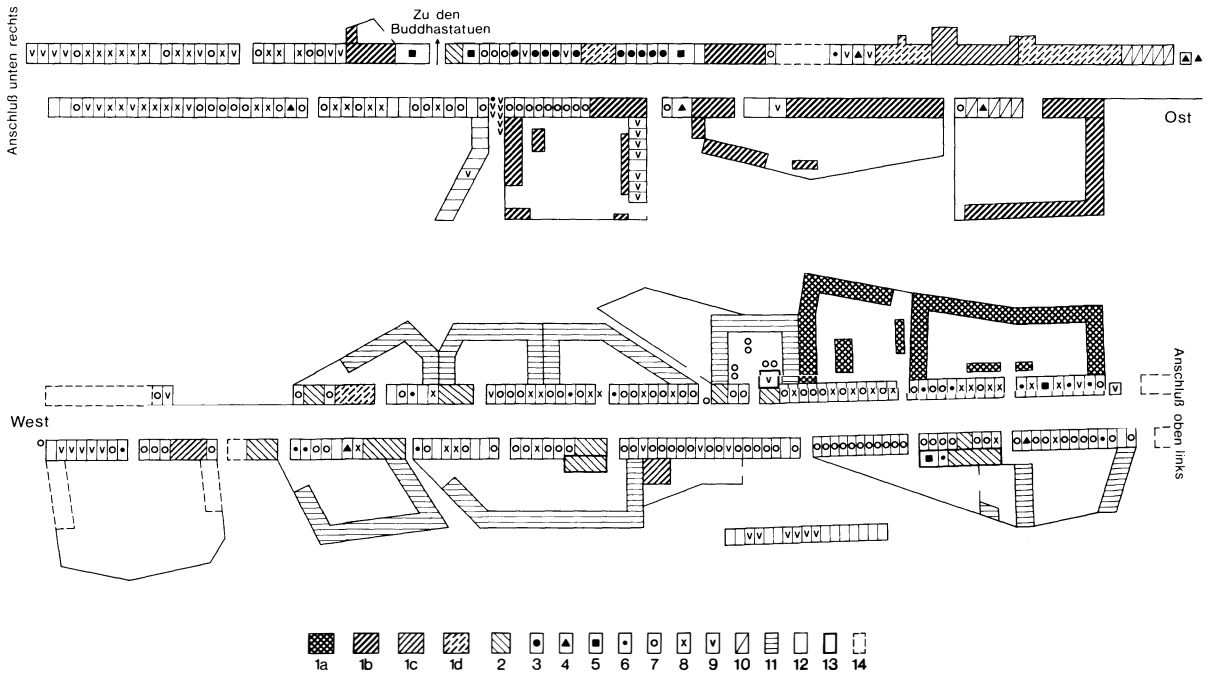 Anschluß unten rechts
Zu den
Buddhastatuen
Ost
West
Anschluß oben links
1a 1b 1c 1d 2 3 4 5 6 7 8 9 10 11 12 13 14